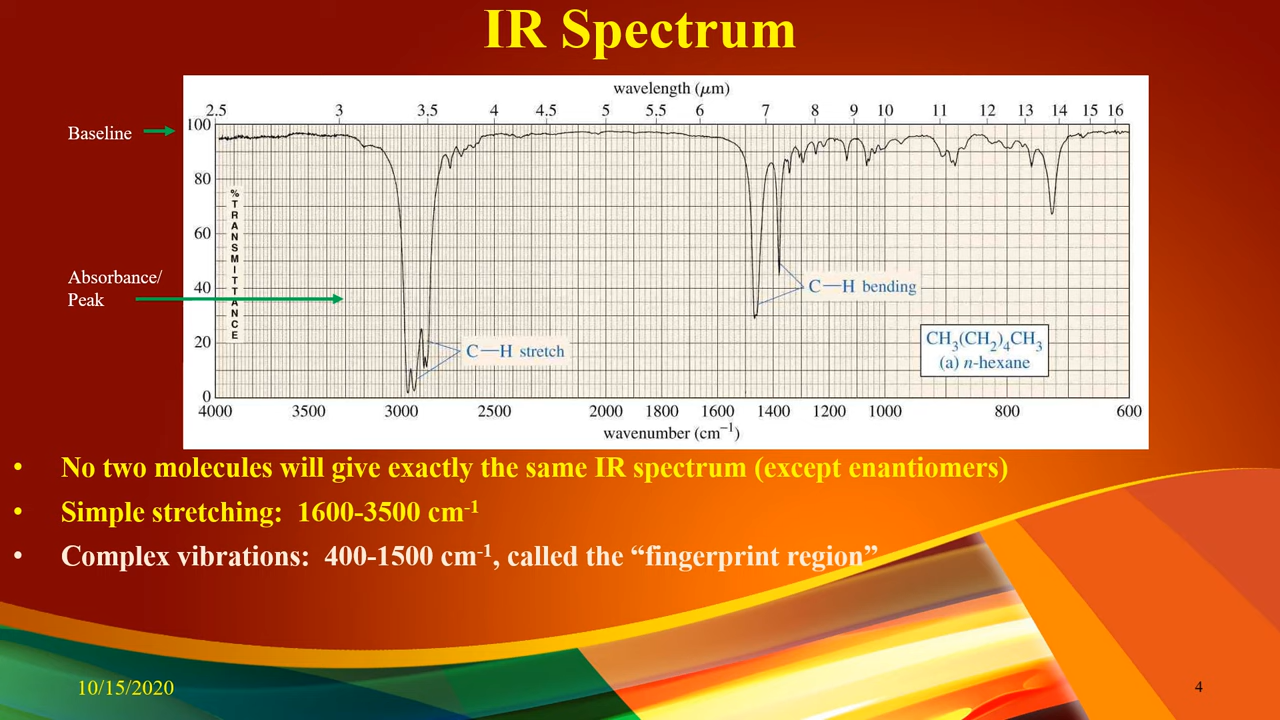 IR Spectrum
wavelength (μm)
2.5 3 3.5 4 4.5 5 5.5 6 7 8 9 10 11 12 13 14 15 16
Baseline
100
80
60
40
20
0
%TRANSMITTANCE
Absorbance/
Peak
C—H stretch
C—H bending
CH₃(CH₂)₄CH₃
(a) n-hexane
4000 3500 3000 2500 2000 1800 1600 1400 1200 1000 800 600
wavenumber (cm⁻¹)
• No two molecules will give exactly the same IR spectrum (except enantiomers)
• Simple stretching: 1600-3500 cm⁻¹
• Complex vibrations: 400-1500 cm⁻¹, called the “fingerprint region”
10/15/2020
4